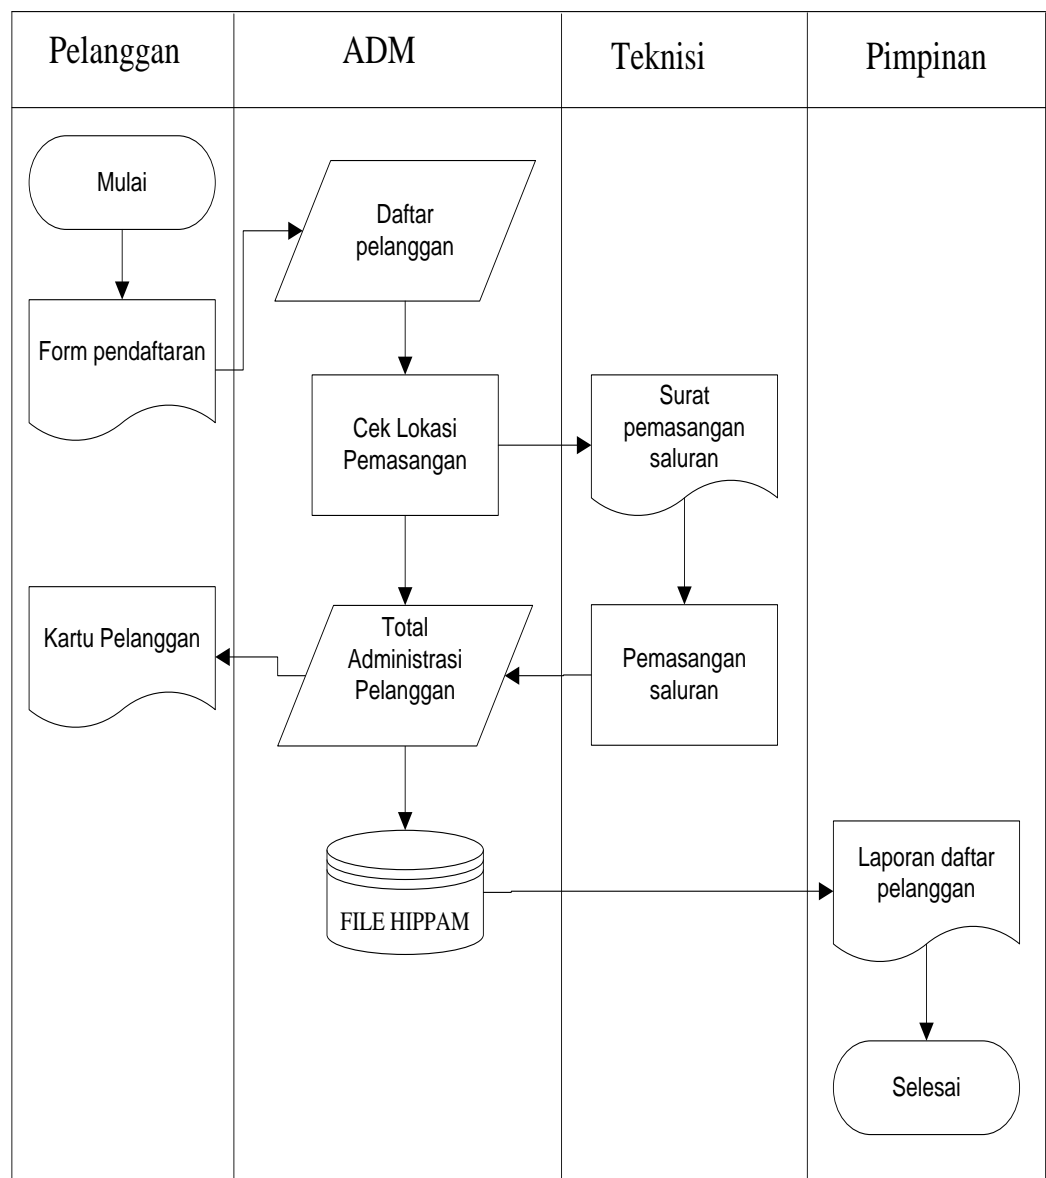 Pelanggan
ADM
Teknisi
Pimpinan
Mulai
Daftar
pelanggan
Form pendaftaran
Cek Lokasi
Pemasangan
Surat
pemasangan
saluran
Kartu Pelanggan
Total
Administrasi
Pelanggan
Pemasangan
saluran
FILE HIPPAM
Laporan daftar
pelanggan
Selesai